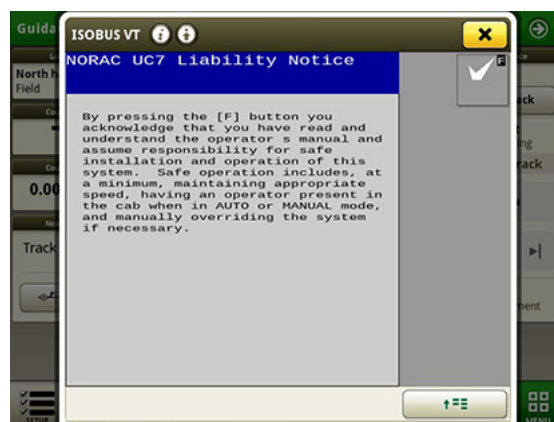 Guida
ISOBUS VT
NORAC UC7 Liability Notice
F
North h
Field
By pressing the [F] button you
acknowledge that you have read and
understand the operator s manual and
assume responsibility for safe
installation and operation of this
system. Safe operation includes, at
a minimum, maintaining appropriate
speed, having an operator present in
the cab when in AUTO or MANUAL mode,
and manually overriding the system
if necessary.
0.00
Track
ack
ng
rack
ment
SETUP
MENU